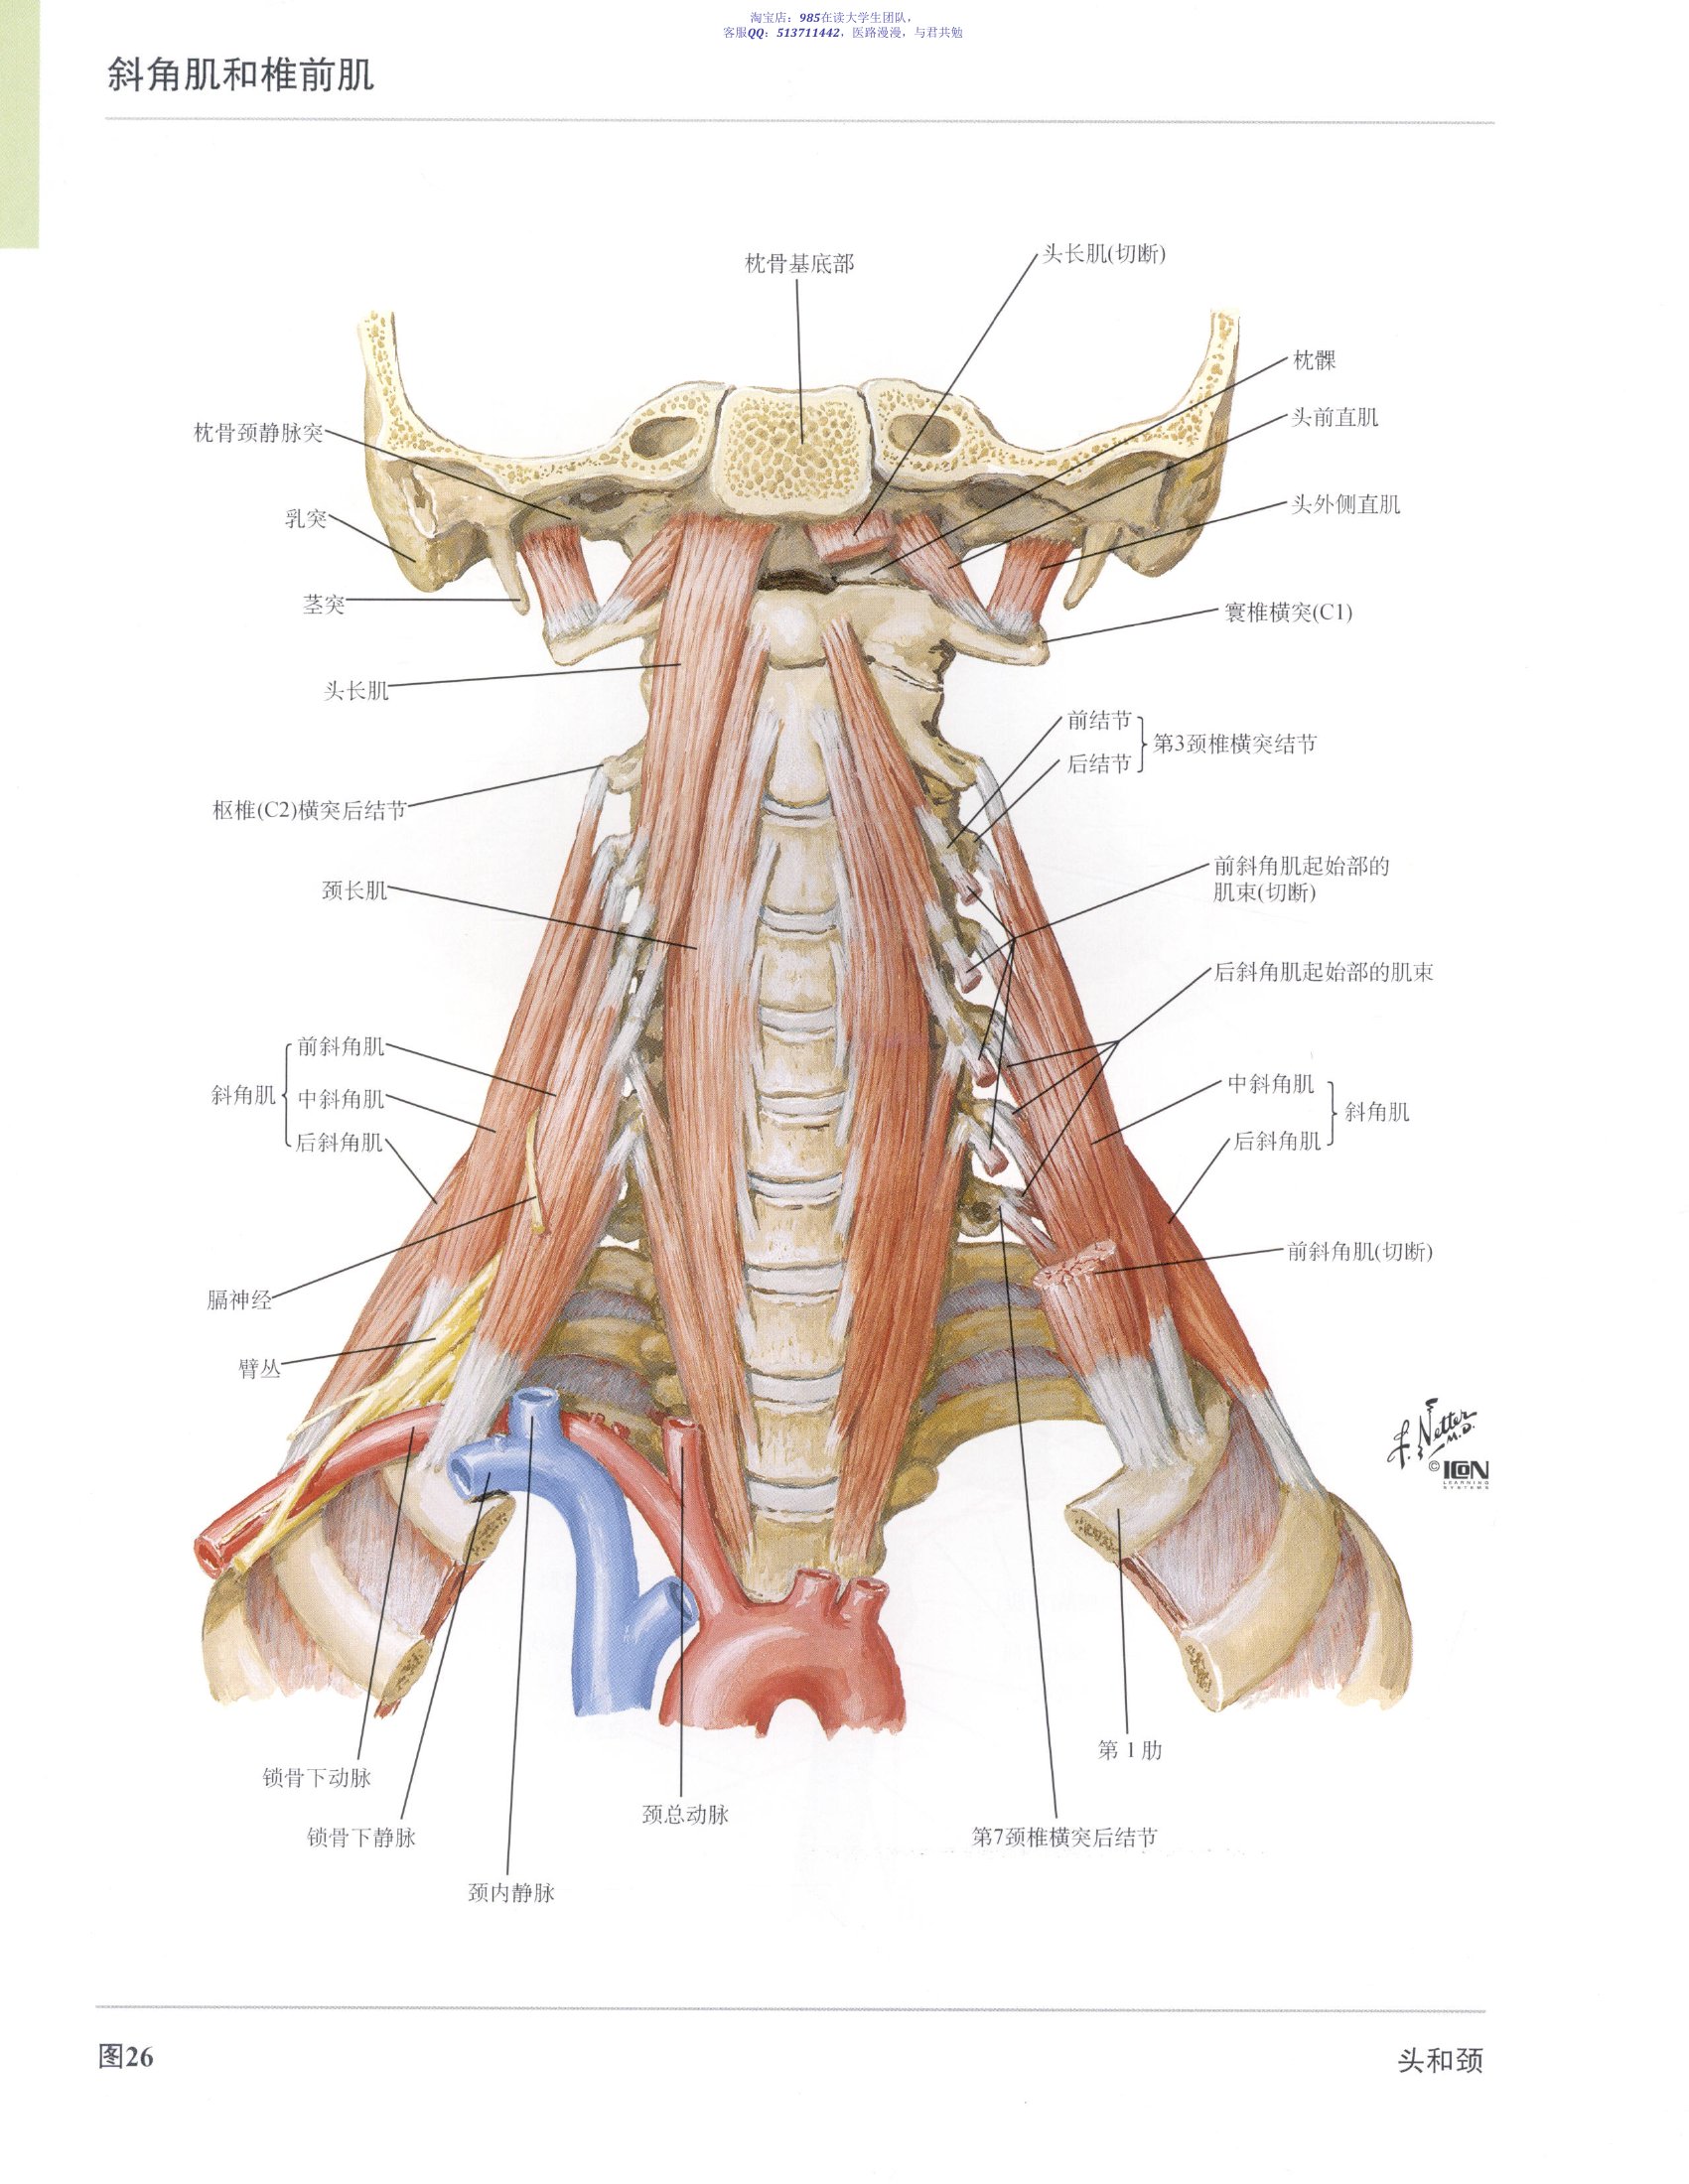 淘宝店：985在读大学生团队，
客服QQ：513711442，医路漫漫，与君共勉
斜角肌和椎前肌
枕骨基底部
头长肌(切断)
枕髁
头前直肌
枕骨颈静脉突
头外侧直肌
乳突
茎突
寰椎横突(C1)
头长肌
前结节
后结节
第3颈椎横突结节
枢椎(C2)横突后结节
前斜角肌起始部的
肌束(切断)
颈长肌
后斜角肌起始部的肌束
前斜角肌
中斜角肌
后斜角肌
斜角肌
中斜角肌
后斜角肌
斜角肌
前斜角肌(切断)
膈神经
臂丛
F. Netter
M.D.
© ICON
LEARNING
SYSTEMS
第1肋
锁骨下动脉
颈总动脉
锁骨下静脉
第7颈椎横突后结节
颈内静脉
图26
头和颈